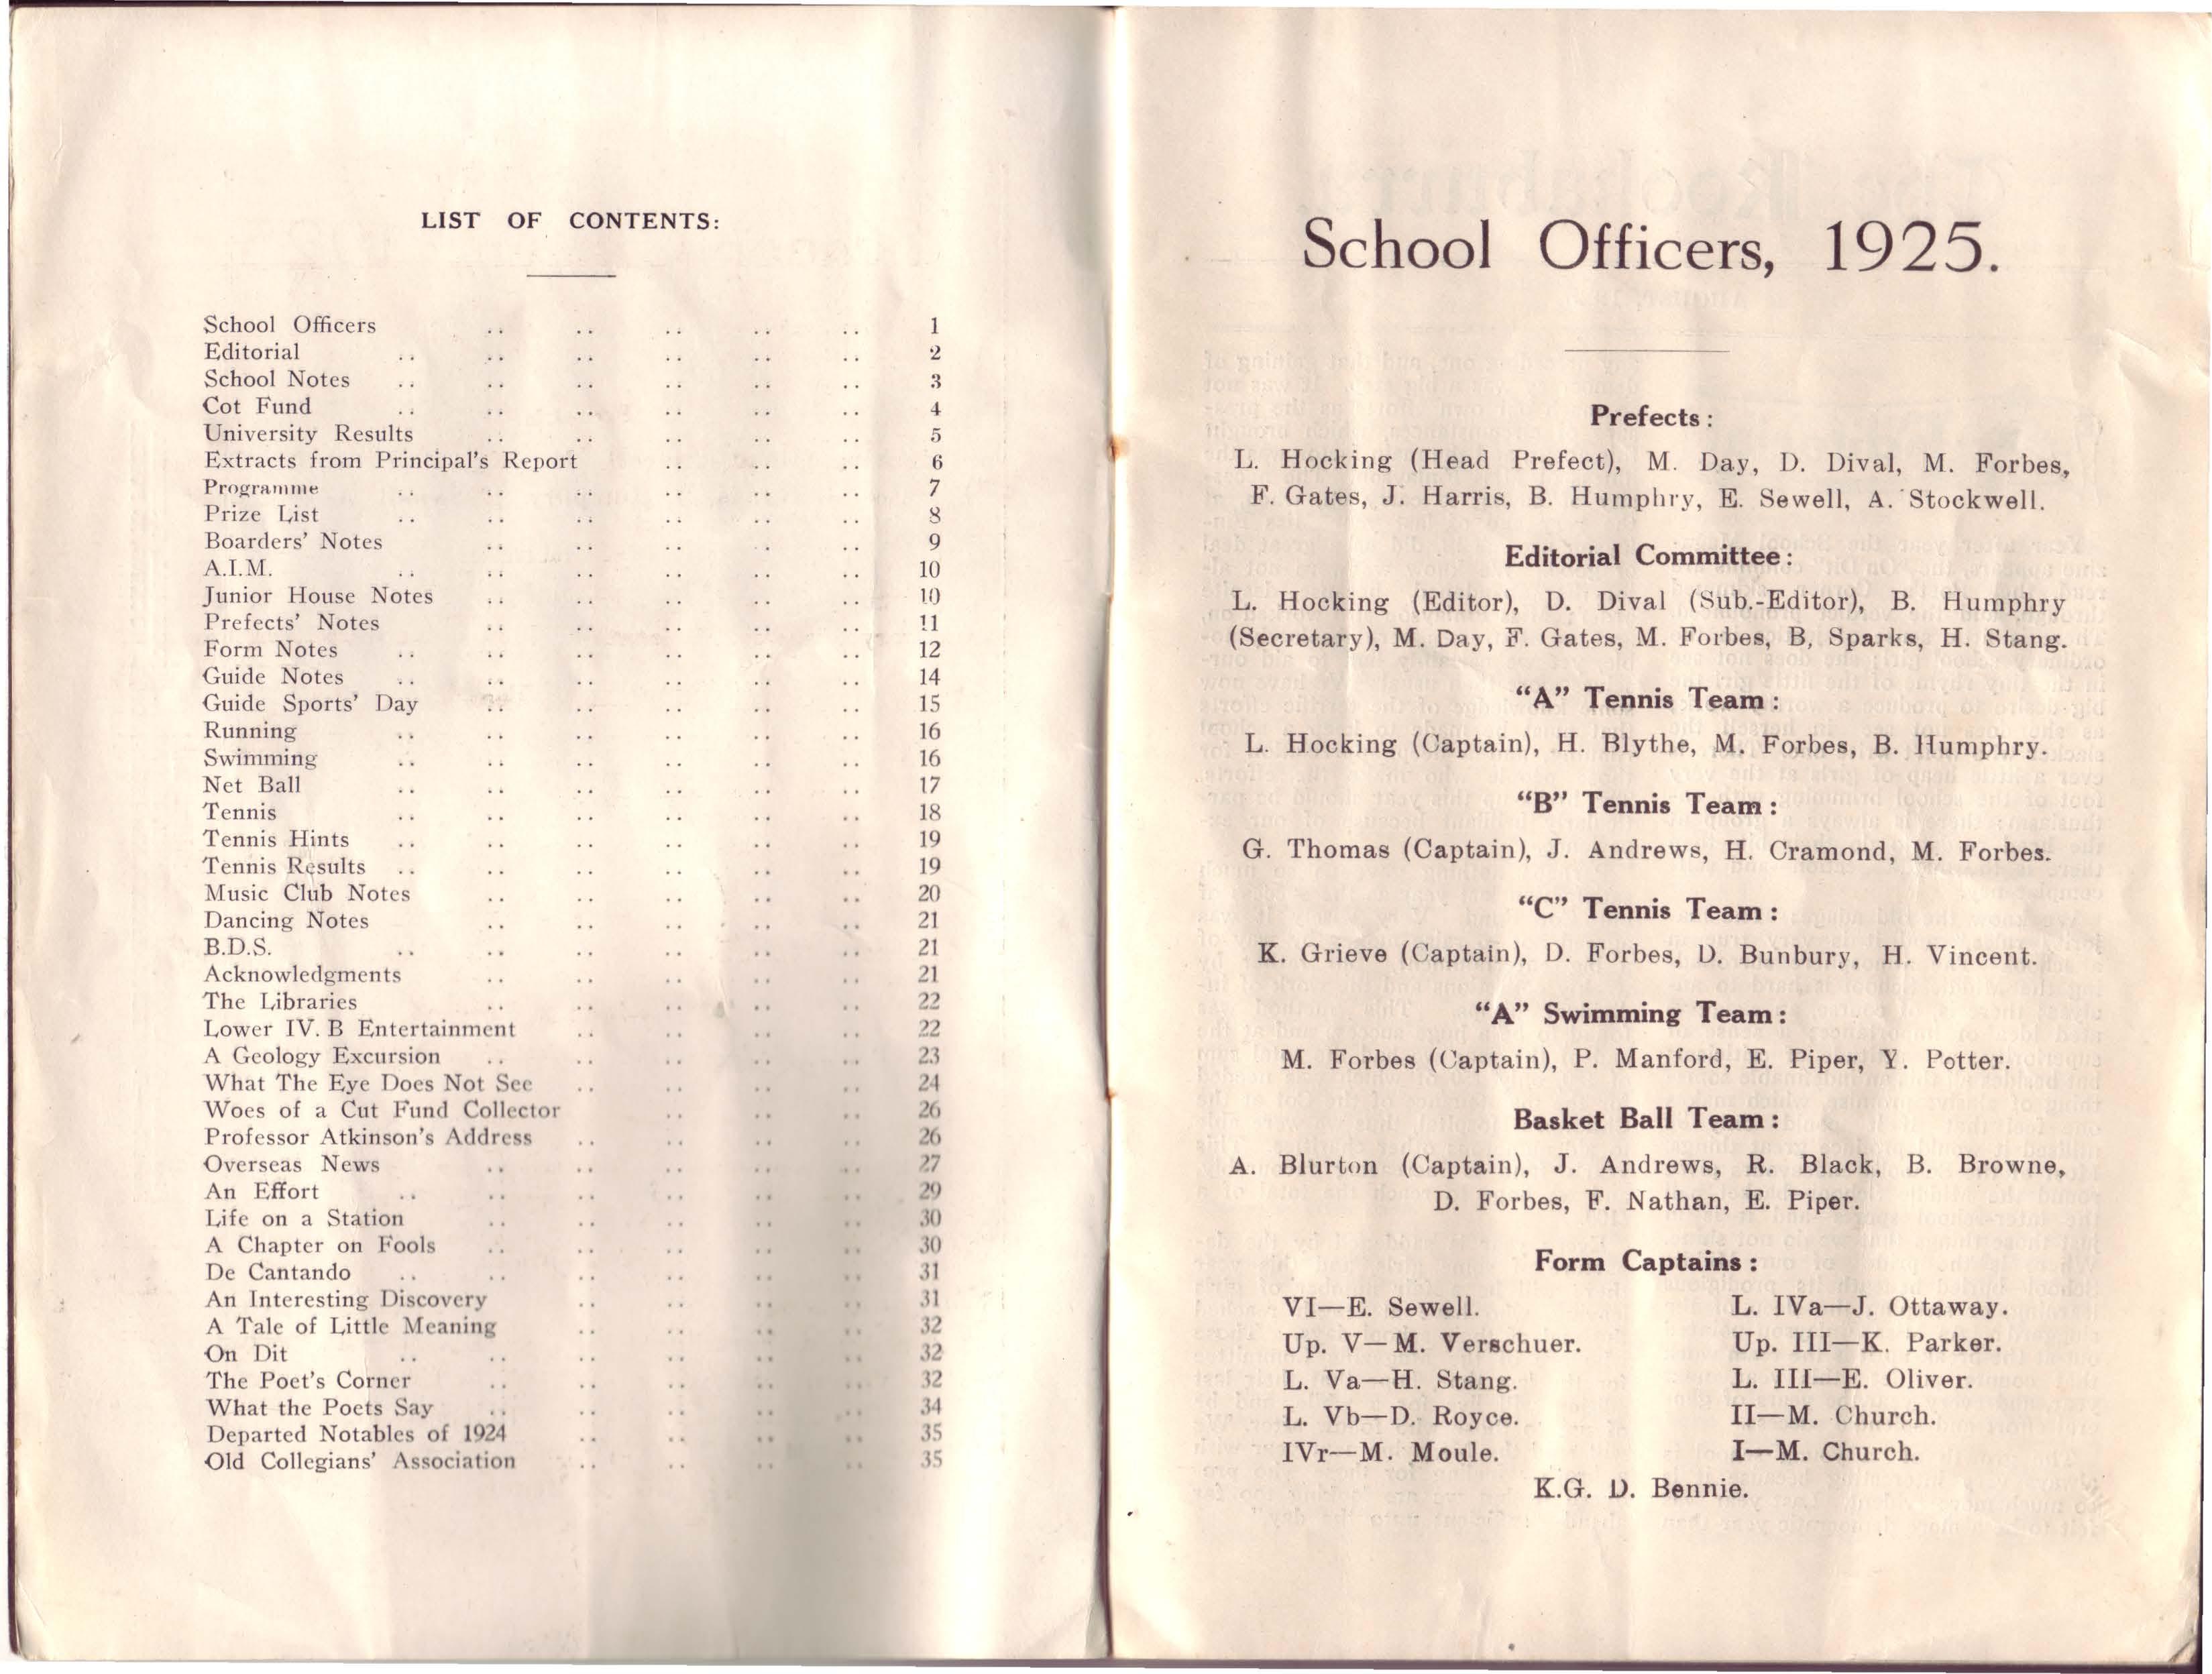 LIST OF CONTENTS:
School Officers .. .. .. .. .. 1
Editorial .. .. .. .. .. .. 2
School Notes .. .. .. .. .. .. 3
Cot Fund .. .. .. .. .. .. 4
University Results .. .. .. .. .. 5
Extracts from Principal's Report .. .. .. 6
Programme .. .. .. .. .. .. 7
Prize List .. .. .. .. .. .. 8
Boarders' Notes .. .. .. .. .. 9
A.I.M. .. .. .. .. .. .. 10
Junior House Notes .. .. .. .. .. 10
Prefects' Notes .. .. .. .. .. 11
Form Notes .. .. .. .. .. .. 12
Guide Notes .. .. .. .. .. .. 14
Guide Sports' Day .. .. .. .. .. 15
Running .. .. .. .. .. .. 16
Swimming .. .. .. .. .. .. 16
Net Ball .. .. .. .. .. .. 17
Tennis .. .. .. .. .. .. 18
Tennis Hints .. .. .. .. .. .. 19
Tennis Results .. .. .. .. .. .. 19
Music Club Notes .. .. .. .. .. 20
Dancing Notes .. .. .. .. .. 21
B.D.S. .. .. .. .. .. .. 21
Acknowledgments .. .. .. .. .. 21
The Libraries .. .. .. .. .. 22
Lower IV. B Entertainment .. .. .. .. 22
A Geology Excursion .. .. .. .. .. 23
What The Eye Does Not See .. .. .. .. 24
Woes of a Cut Fund Collector .. .. .. 26
Professor Atkinson's Address .. .. .. .. 26
Overseas News .. .. .. .. .. 27
An Effort .. .. .. .. .. .. 29
Life on a Station .. .. .. .. .. 30
A Chapter on Fools .. .. .. .. .. 30
De Cantando .. .. .. .. .. .. 31
An Interesting Discovery .. .. .. .. 31
A Tale of Little Meaning .. .. .. .. 32
On Dit .. .. .. .. .. .. 32
The Poet's Corner .. .. .. .. .. 32
What the Poets Say .. .. .. .. .. 34
Departed Notables of 1924 .. .. .. .. 35
Old Collegians' Association .. .. .. .. 35
School Officers, 1925.
Prefects:
L. Hocking (Head Prefect), M. Day, D. Dival, M. Forbes,
F. Gates, J. Harris, B. Humphry, E. Sewell, A. Stockwell.
Editorial Committee:
L. Hocking (Editor), D. Dival (Sub.-Editor), B. Humphry
(Secretary), M. Day, F. Gates, M. Forbes, B, Sparks, H. Stang.
"A" Tennis Team:
L. Hocking (Captain), H. Blythe, M. Forbes, B. Humphry.
"B" Tennis Team:
G. Thomas (Captain), J. Andrews, H. Cramond, M. Forbes.
"C" Tennis Team:
K. Grieve (Captain), D. Forbes, D. Bunbury, H. Vincent.
"A" Swimming Team:
M. Forbes (Captain), P. Manford, E. Piper, Y. Potter.
Basket Ball Team:
A. Blurton (Captain), J. Andrews, R. Black, B. Browne,
D. Forbes, F. Nathan, E. Piper.
Form Captains:
VI—E. Sewell.
Up. V—M. Verschuer.
L. Va—H. Stang.
L. Vb—D. Royce.
IVr—M. Moule.
L. IVa—J. Ottaway.
Up. III—K. Parker.
L. III—E. Oliver.
II—M. Church.
I—M. Church.
K.G. D. Bennie.